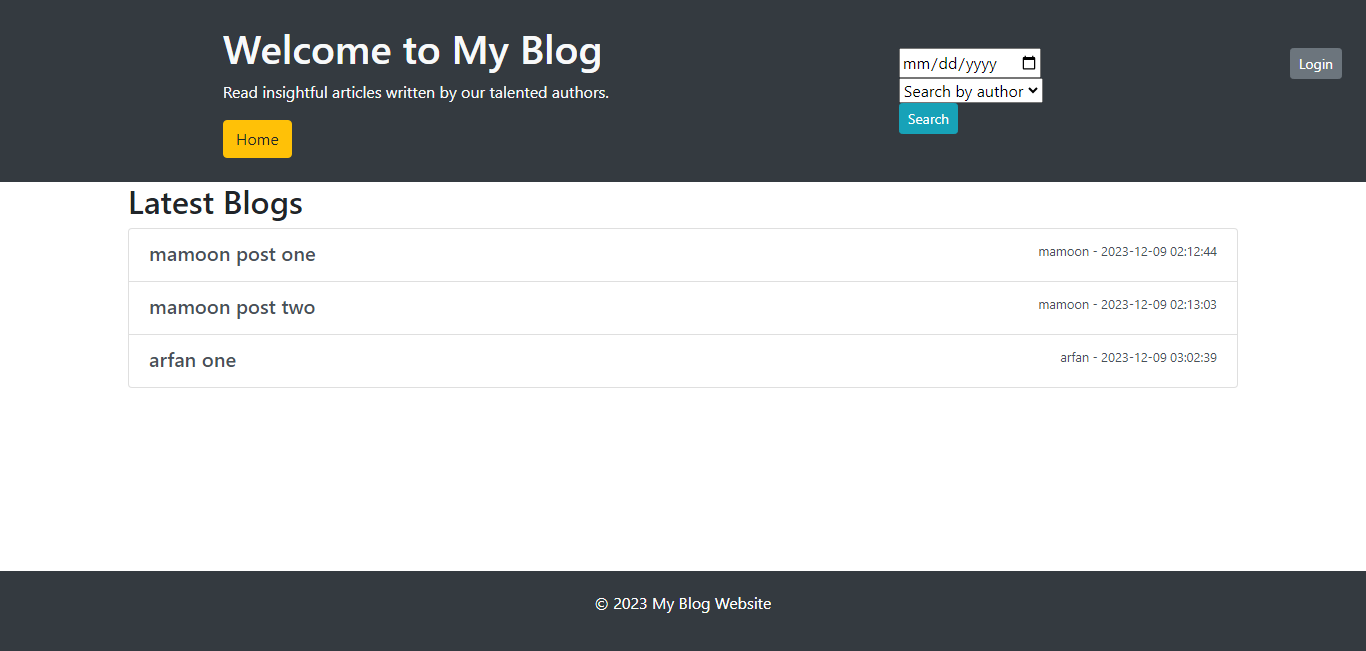 Welcome to My Blog
Read insightful articles written by our talented authors.
Home
mm/dd/yyyy
Search by author
Search
Login
Latest Blogs
mamoon post one
mamoon - 2023-12-09 02:12:44
mamoon post two
mamoon - 2023-12-09 02:13:03
arfan one
arfan - 2023-12-09 03:02:39
© 2023 My Blog Website